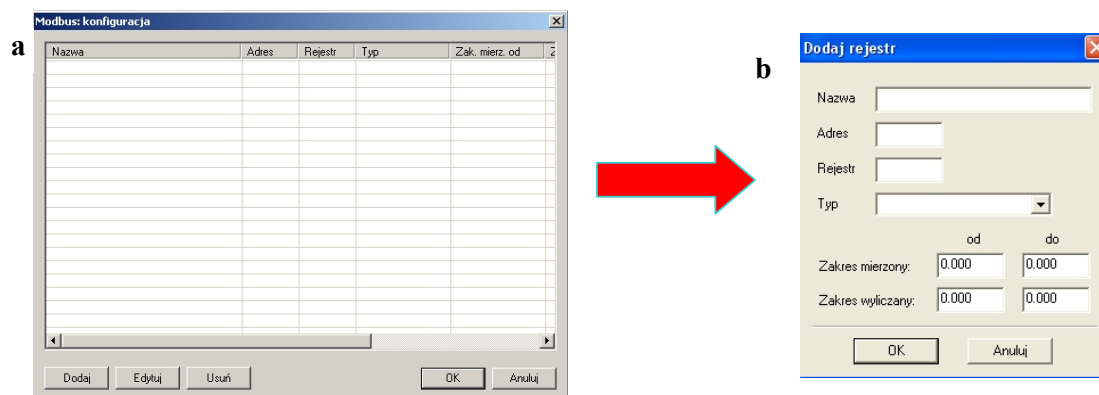 a
Modbus: konfiguracja
Nazwa Adres Rejestr Typ Zak. mierz. od Z
Dodaj Edytuj Usuń OK Anuluj
b
Dodaj rejestr
Nazwa
Adres
Rejestr
Typ
od do
Zakres mierzony: 0.000 0.000
Zakres wyliczany: 0.000 0.000
OK Anuluj